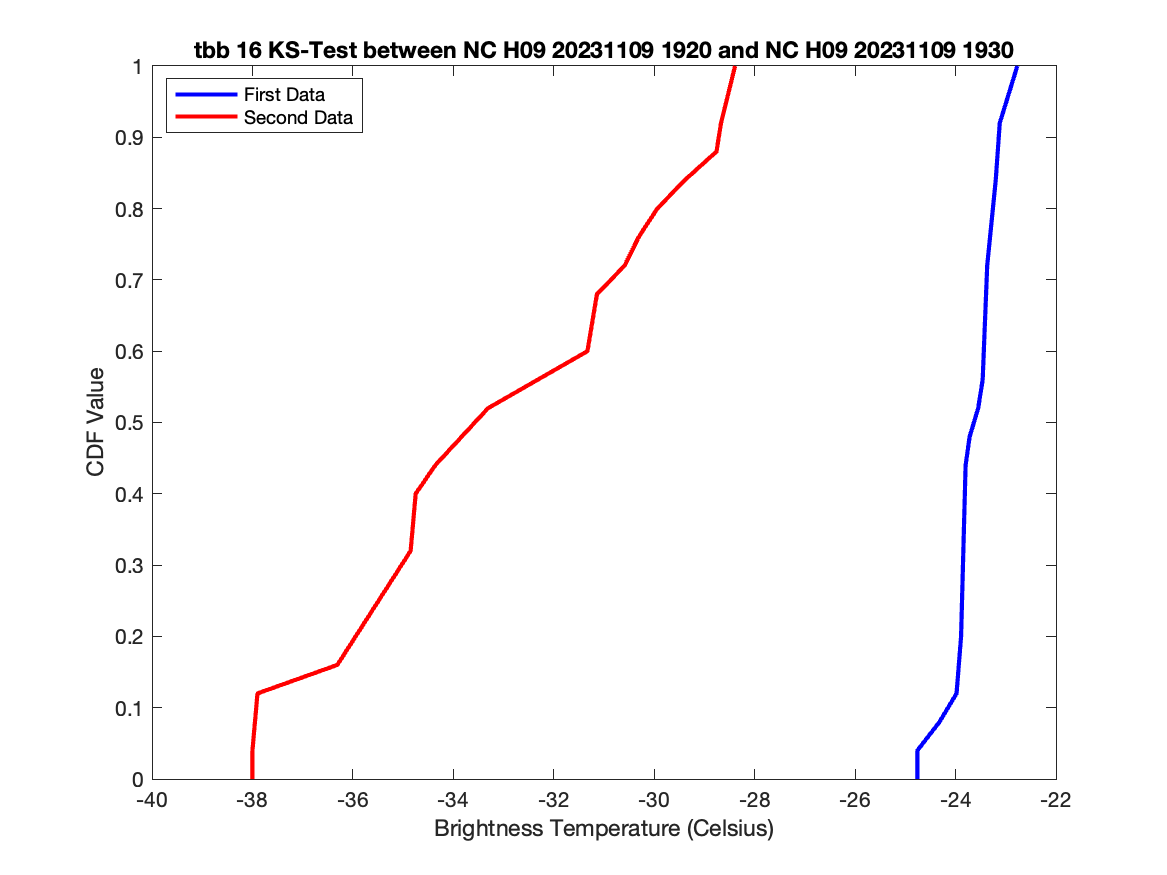 tbb 16 KS-Test between NC H09 20231109 1920 and NC H09 20231109 1930
First Data
Second Data
1
0.9
0.8
0.7
0.6
0.5
0.4
0.3
0.2
0.1
0
CDF Value
-40 -38 -36 -34 -32 -30 -28 -26 -24 -22
Brightness Temperature (Celsius)